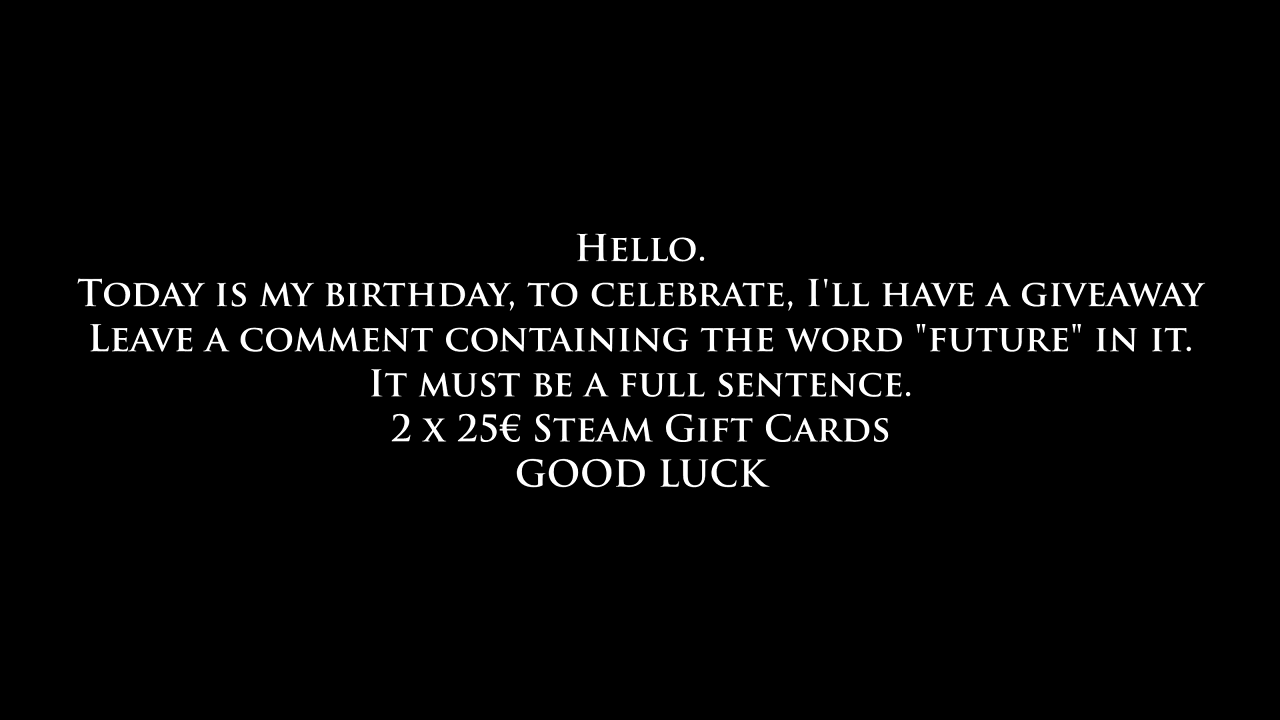 Hello.
Today is my birthday, to celebrate, I'll have a giveaway
Leave a comment containing the word "future" in it.
It must be a full sentence.
2 x 25€ Steam Gift Cards
GOOD LUCK